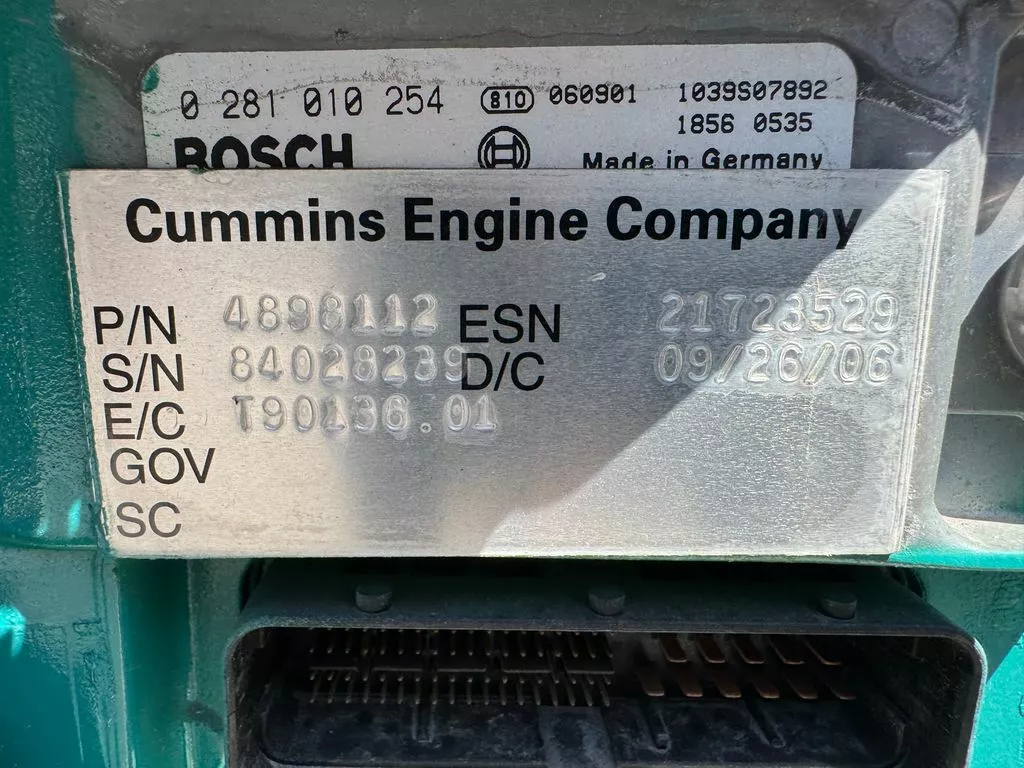 0 281 010 254 810 060901 1039S07892
1856 0535
BOSCH Made in Germany
Cummins Engine Company
P/N 4898112 ESN 21723529
S/N 84028239 D/C 09/26/06
E/C T90136.01
GOV
SC